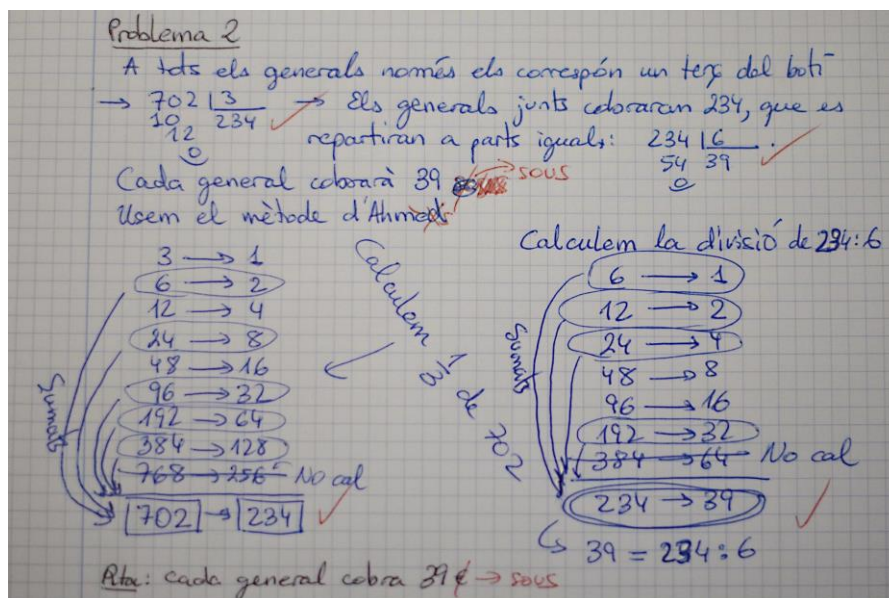 Problema 2
A tots els generals només els correspón un terç del botí
→ 702 | 3 → Els generals junts cobraran 234, que es
10 234
12 repartiran a parts iguals: 234 | 6 .
0 54 39
0
Cada general cobrarà 39 sous
Usem el mètode d'Ahmed
3 → 1
6 → 2
12 → 4
24 → 8
48 → 16
96 → 32
192 → 64
384 → 128
768 → 256 No cal
702 → 234
Sumats
Calculem 1/3 de 702
Calculem la divisió de 234:6
6 → 1
12 → 2
24 → 4
48 → 8
96 → 16
192 → 32
384 → 64 No cal
234 → 39
Sumats
↳ 39 = 234:6
Rta: cada general cobra 39 € → sous